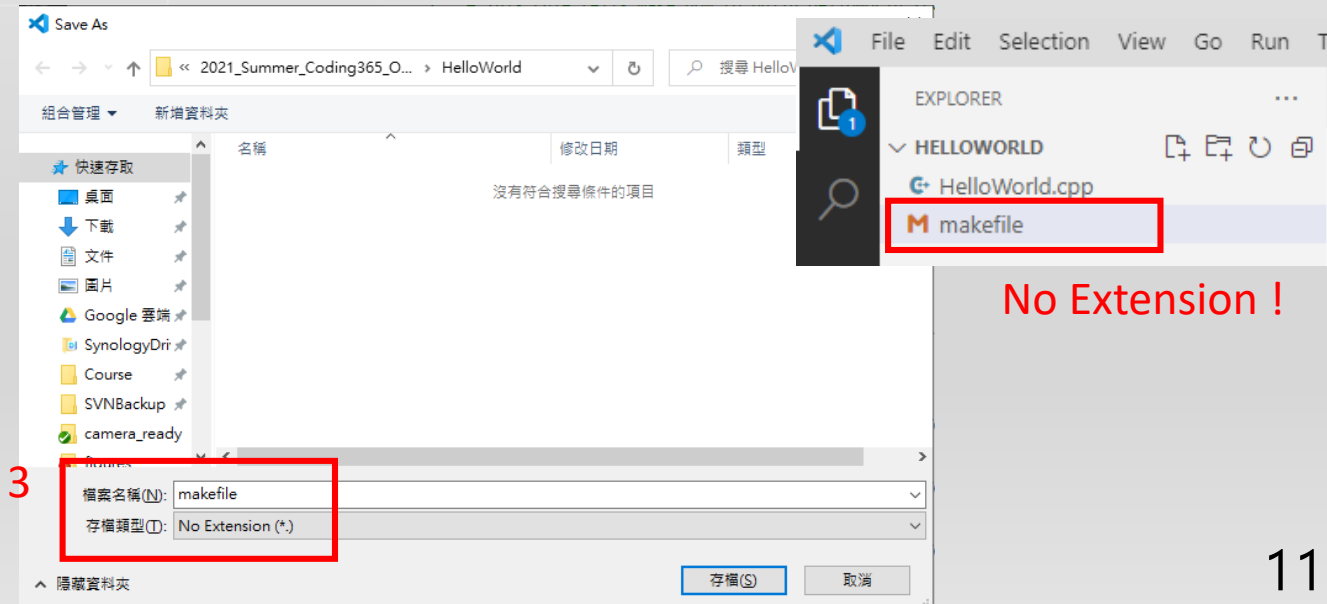 Save As
« 2021_Summer_Coding365_O... › HelloWorld
搜尋
組合管理
新增資料夾
名稱
修改日期
類型
快速存取
沒有符合搜尋條件的項目
桌面
下載
文件
圖片
Google 雲端
SynologyDri
Course
SVNBackup
camera_ready
figures
3
檔案名稱(N): makefile
存檔類型(T): No Extension (*.)
隱藏資料夾
存檔(S)
取消
File Edit Selection View Go Run
EXPLORER
1
HELLOWORLD
HelloWorld.cpp
M makefile
No Extension !
11